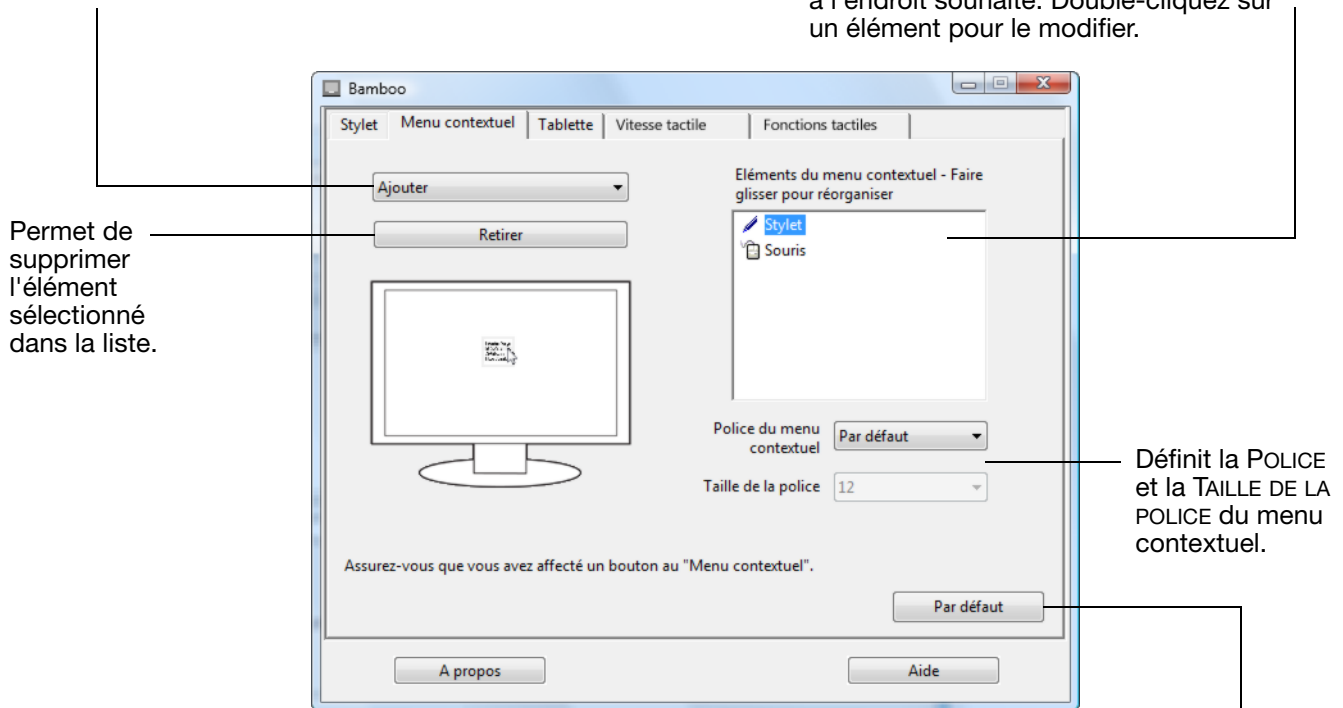 à l'endroit souhaité. Double-cliquez sur
un élément pour le modifier.
Bamboo
Stylet
Menu contextuel
Tablette
Vitesse tactile
Fonctions tactiles
Ajouter
Eléments du menu contextuel - Faire
glisser pour réorganiser
Permet de
supprimer
l'élément
sélectionné
dans la liste.
Retirer
Stylet
Souris
Police du menu
contextuel
Par défaut
Taille de la police
12
Définit la POLICE
et la TAILLE DE LA
POLICE du menu
contextuel.
Assurez-vous que vous avez affecté un bouton au "Menu contextuel".
Par défaut
A propos
Aide